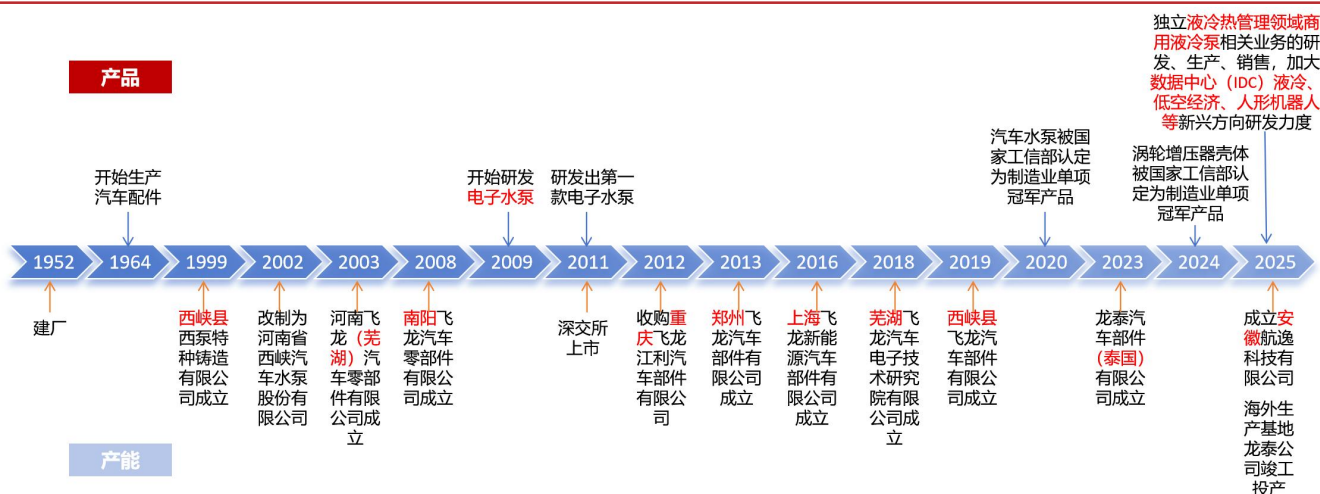 独立液冷热管理领域商
用液冷泵相关业务的研
发、生产、销售，加大
数据中心（IDC）液冷、
低空经济、人形机器人
等新兴方向研发力度
产品
汽车水泵被国
家工信部认定
为制造业单项
冠军产品
涡轮增压器壳体
被国家工信部认
定为制造业单项
冠军产品
开始生产
汽车配件
开始研发
电子水泵
研发出第一
款电子水泵
1952
1964
1999
2002
2003
2008
2009
2011
2012
2013
2016
2018
2019
2020
2023
2024
2025
建厂
西峡县
西泵特
种铸造
有限公
司成立
改制为
河南省
西峡汽
车水泵
股份有
限公司
河南飞
龙（芜
湖）汽
车零部
件有限
公司成
立
南阳飞
龙汽车
零部件
有限公
司成立
深交所
上市
收购重
庆飞龙
江利汽
车部件
有限公
司
郑州飞
龙汽车
部件有
限公司
成立
上海飞
龙新能
源汽车
部件有
限公司
成立
芜湖飞
龙汽车
电子技
术研究
院有限
公司成
立
西峡县
飞龙汽
车部件
有限公
司成立
龙泰汽
车部件
（泰国）
有限公
司成立
成立安
徽航逸
科技有
限公司
海外生
产基地
龙泰公
司竣工
投产
产能